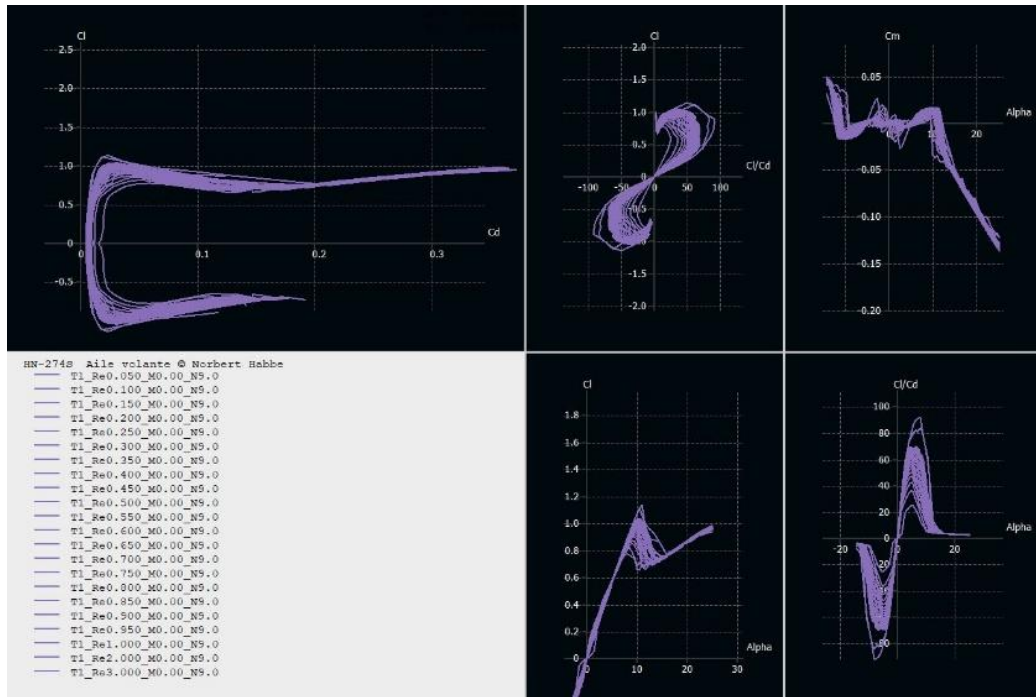 Cl
2.5
2.0
1.5
1.0
0.5
0
-0.5
Cd
0
0.1
0.2
0.3
Cl
2.0
1.5
1.0
0.5
-0.5
-1.0
-1.5
-2.0
Cl/Cd
-100
-50
0
50
100
Cm
0.05
-0.05
-0.10
-0.15
-0.20
Alpha
10
20
HN-274S Aile volante © Norbert Habbe
T1_Re0.050_M0.00_N9.0
T1_Re0.100_M0.00_N9.0
T1_Re0.150_M0.00_N9.0
T1_Re0.200_M0.00_N9.0
T1_Re0.250_M0.00_N9.0
T1_Re0.300_M0.00_N9.0
T1_Re0.350_M0.00_N9.0
T1_Re0.400_M0.00_N9.0
T1_Re0.450_M0.00_N9.0
T1_Re0.500_M0.00_N9.0
T1_Re0.550_M0.00_N9.0
T1_Re0.600_M0.00_N9.0
T1_Re0.650_M0.00_N9.0
T1_Re0.700_M0.00_N9.0
T1_Re0.750_M0.00_N9.0
T1_Re0.800_M0.00_N9.0
T1_Re0.850_M0.00_N9.0
T1_Re0.900_M0.00_N9.0
T1_Re0.950_M0.00_N9.0
T1_Re1.000_M0.00_N9.0
T1_Re2.000_M0.00_N9.0
T1_Re3.000_M0.00_N9.0
Cl
1.8
1.6
1.4
1.2
1.0
0.8
0.6
0.4
0.2
0
Alpha
0
10
20
30
Cl/Cd
100
80
60
40
20
0
Alpha
-20
0
20